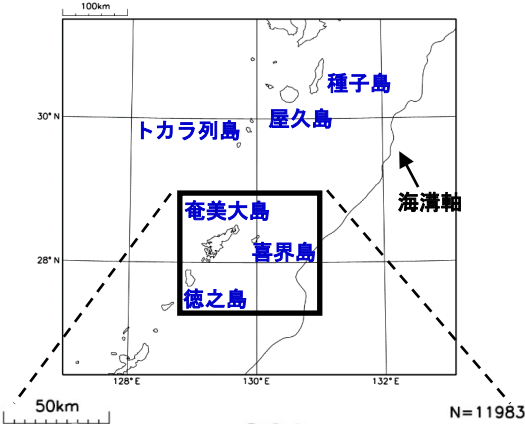 100km
種子島
30°N
屋久島
トカラ列島
海溝軸
奄美大島
喜界島
28°N
徳之島
128°E
130°E
132°E
50km
N=11983